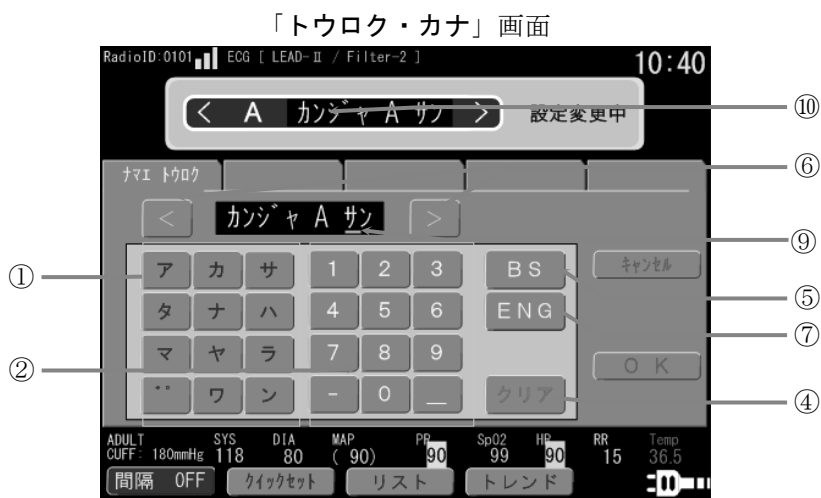 「トウロク・カナ」画面
RadioID:0101 ECG [ LEAD-Ⅱ / Filter-2 ] 10:40
< A カンジャ A サン > 設定変更中 ⑩
ナマエ トウロク ⑥
< カンジャ A サン > ⑨
① ア カ サ 1 2 3 BS キャンセル
⑤
タ ナ ハ 4 5 6 ENG
⑦
② マ ヤ ラ 7 8 9 OK
゛゜ ワ ン - 0 _ クリア ④
ADULT SYS DIA MAP PR SpO2 HR RR Temp
CUFF: 180mmHg 118 80 ( 90) 90 99 90 15 36.5
間隔 OFF クイックセット リスト トレンド